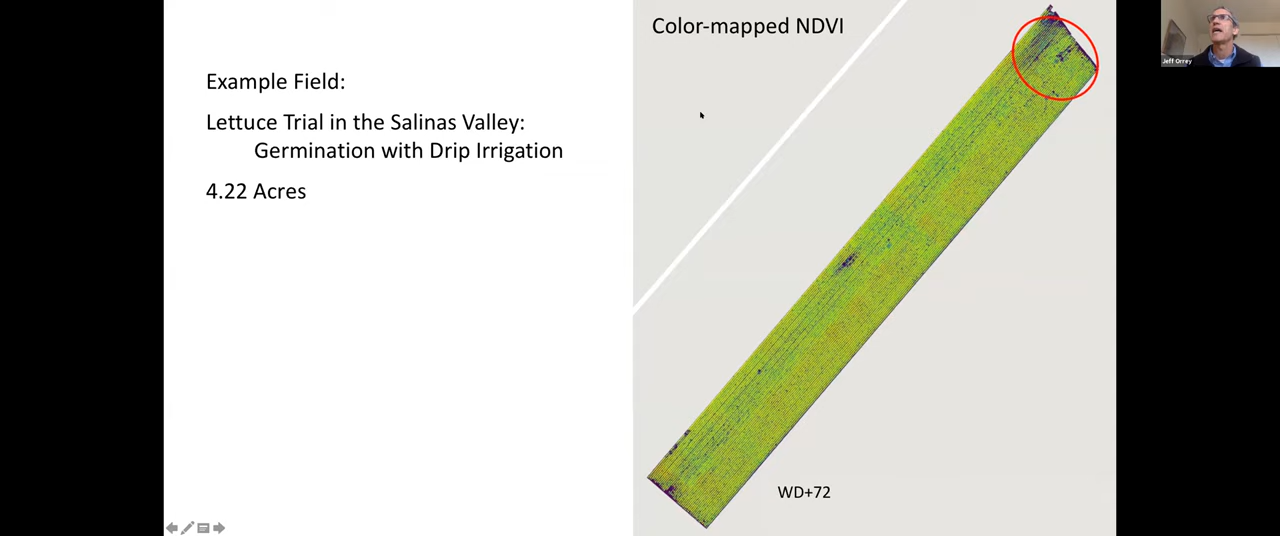 Example Field:
Lettuce Trial in the Salinas Valley:
Germination with Drip Irrigation
4.22 Acres
Color-mapped NDVI
WD+72
Jeff Orrey